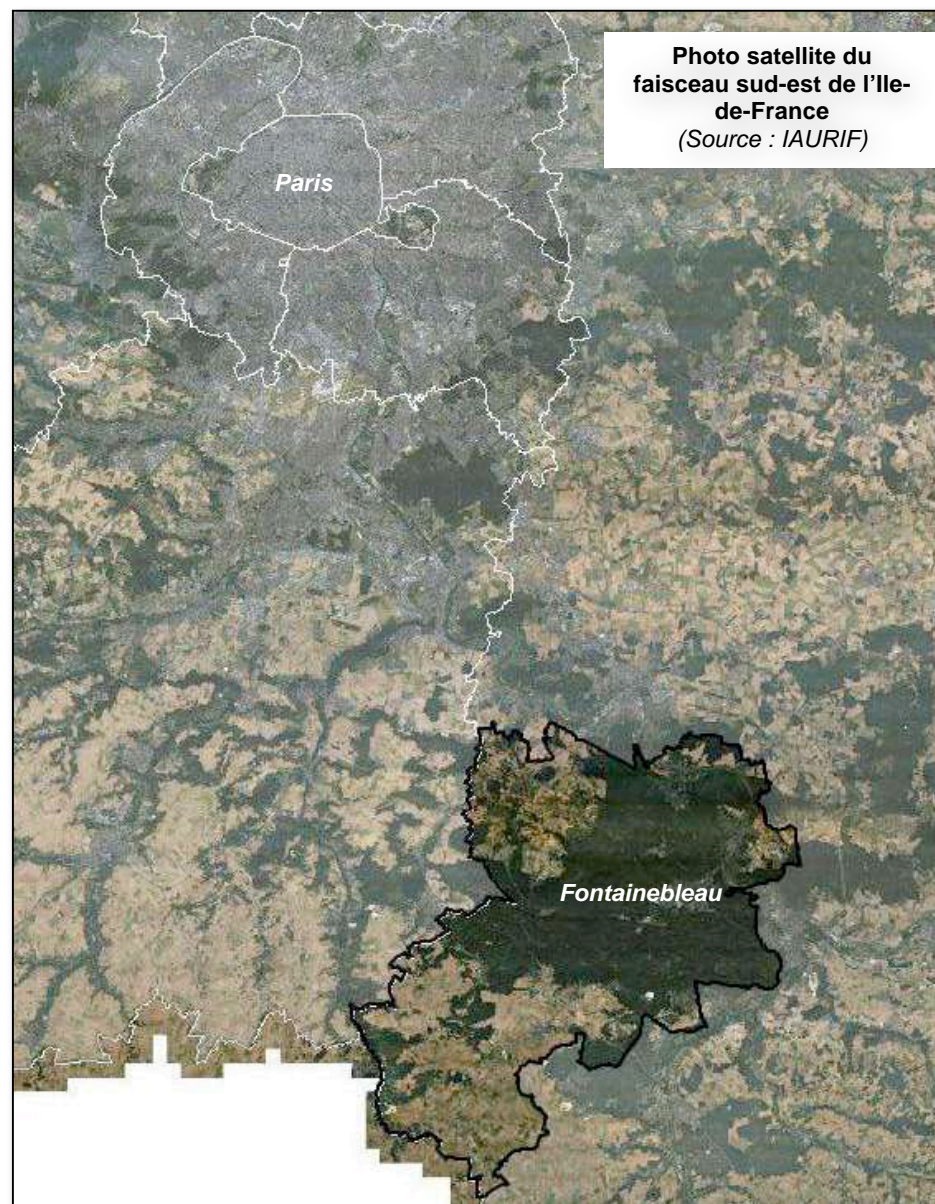 Photo satellite du
faisceau sud-est de l'Ile-
de-France
(Source : IAURIF)
Paris
Fontainebleau